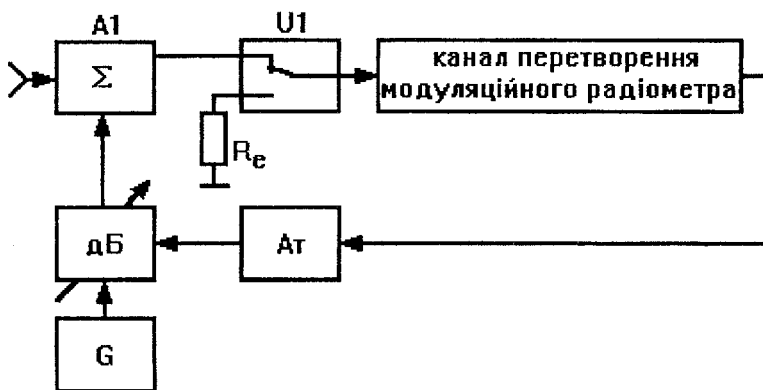 A1
U1
Σ
канал перетворення
модуляційного радіометра
Re
дБ
Ат
G